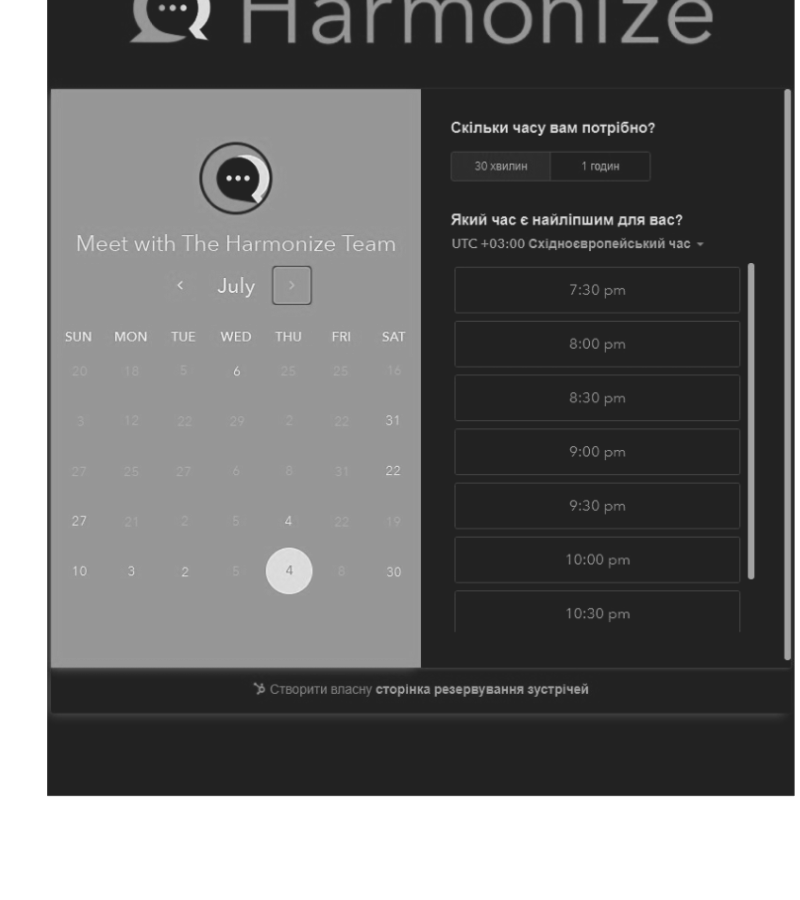 Harmonize
Meet with The Harmonize Team
July
SUN MON TUE WED THU FRI SAT
20 18 5 6 25 25 16
3 12 22 29 2 22 31
27 25 27 6 8 31 22
27 21 2 5 4 22 19
10 3 2 5 4 8 30
Скільки часу вам потрібно?
30 хвилин 1 годин
Який час є найліпшим для вас?
UTC +03:00 Східноєвропейський час
7:30 pm
8:00 pm
8:30 pm
9:00 pm
9:30 pm
10:00 pm
10:30 pm
Створити власну сторінка резервування зустрічей